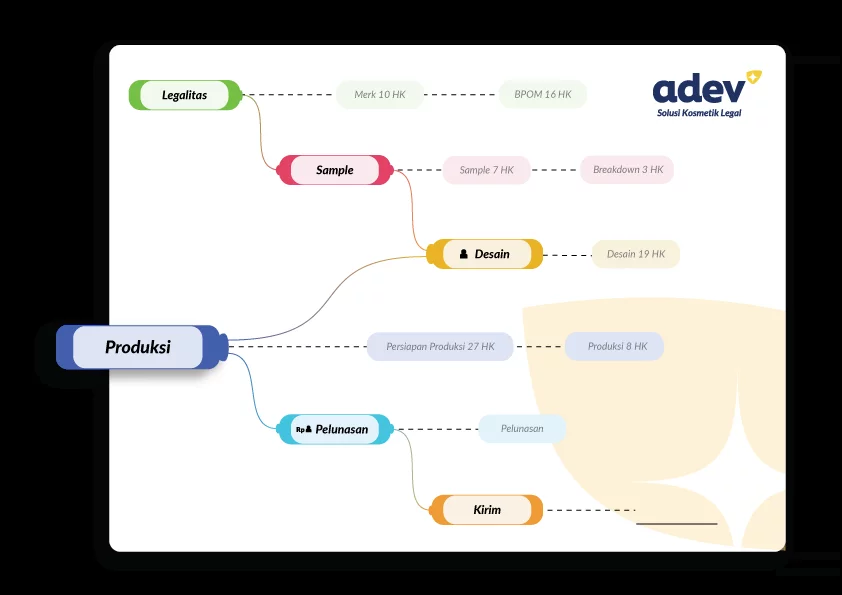 Legalitas
Merk 10 HK
BPOM 16 HK
adev
Solusi Kosmetik Legal
Sample
Sample 7 HK
Breakdown 3 HK
Desain
Desain 19 HK
Produksi
Persiapan Produksi 27 HK
Produksi 8 HK
Rp Pelunasan
Pelunasan
Kirim